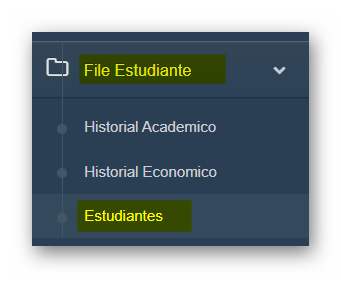 File Estudiante
Historial Academico
Historial Economico
Estudiantes